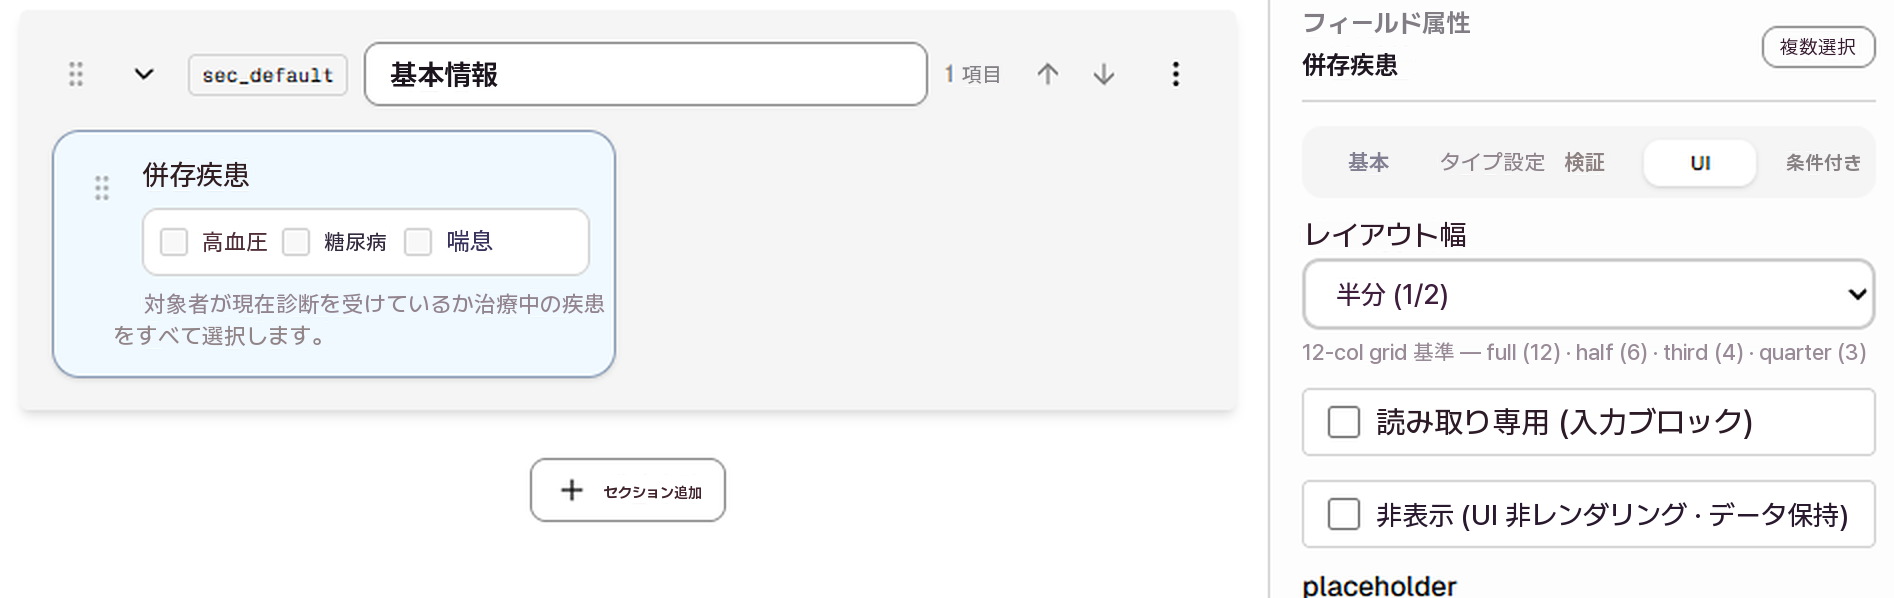 sec_default 基本情報 1 項目
併存疾患
高血圧 糖尿病 喘息
対象者が現在診断を受けているか治療中の疾患
をすべて選択します。
セクション追加
フィールド属性
併存疾患
複数選択
基本 タイプ設定 検証 UI 条件付き
レイアウト幅
半分 (1/2)
12-col grid 基準 — full (12) · half (6) · third (4) · quarter (3)
読み取り専用 (入力ブロック)
非表示 (UI 非レンダリング · データ保持)
placeholder